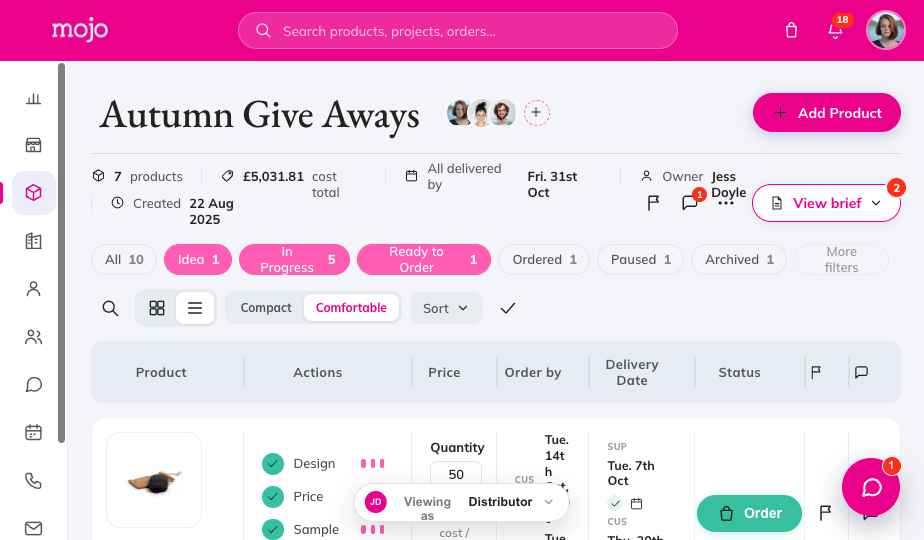 mojo
Search products, projects, orders...
18
Autumn Give Aways
+
Add Product
7 products
£5,031.81 cost total
All delivered by
Fri. 31st Oct
Owner Jess Doyle
Created 22 Aug 2025
1
View brief
2
All 10
Idea 1
In Progress 5
Ready to Order 1
Ordered 1
Paused 1
Archived 1
More filters
Compact
Comfortable
Sort
Product
Actions
Price
Order by
Delivery Date
Status
Design
Price
Sample
Quantity
50
cost /
CUS
Tue.
14t
h
Tue.
SUP
Tue. 7th
Oct
CUS
JD
Viewing as
Distributor
Order
1